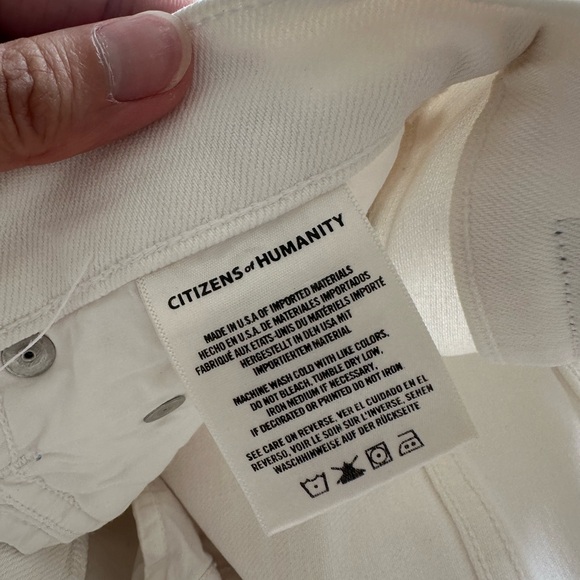 CITIZENS of HUMANITY
MADE IN U.S.A OF IMPORTED MATERIALS
HECHO EN U.S.A. DE MATERIALES IMPORTADOS
FABRIQUÉ AUX ETATS-UNIS DU MATÉRIELS IMPORTÉ
HERGESTELLT IN DEN USA MIT
IMPORTIERTEM MATERIAL
MACHINE WASH COLD WITH LIKE COLORS,
DO NOT BLEACH, TUMBLE DRY LOW,
IRON MEDIUM IF NECESSARY,
IF DECORATED OR PRINTED DO NOT IRON
SEE CARE ON REVERSE, VER EL CUIDADO EN EL
REVERSO, VOIR LE SOIN SUR L'INVERSE, SEHEN
WASCHHINWEISE AUF DER RÜCKSEITE